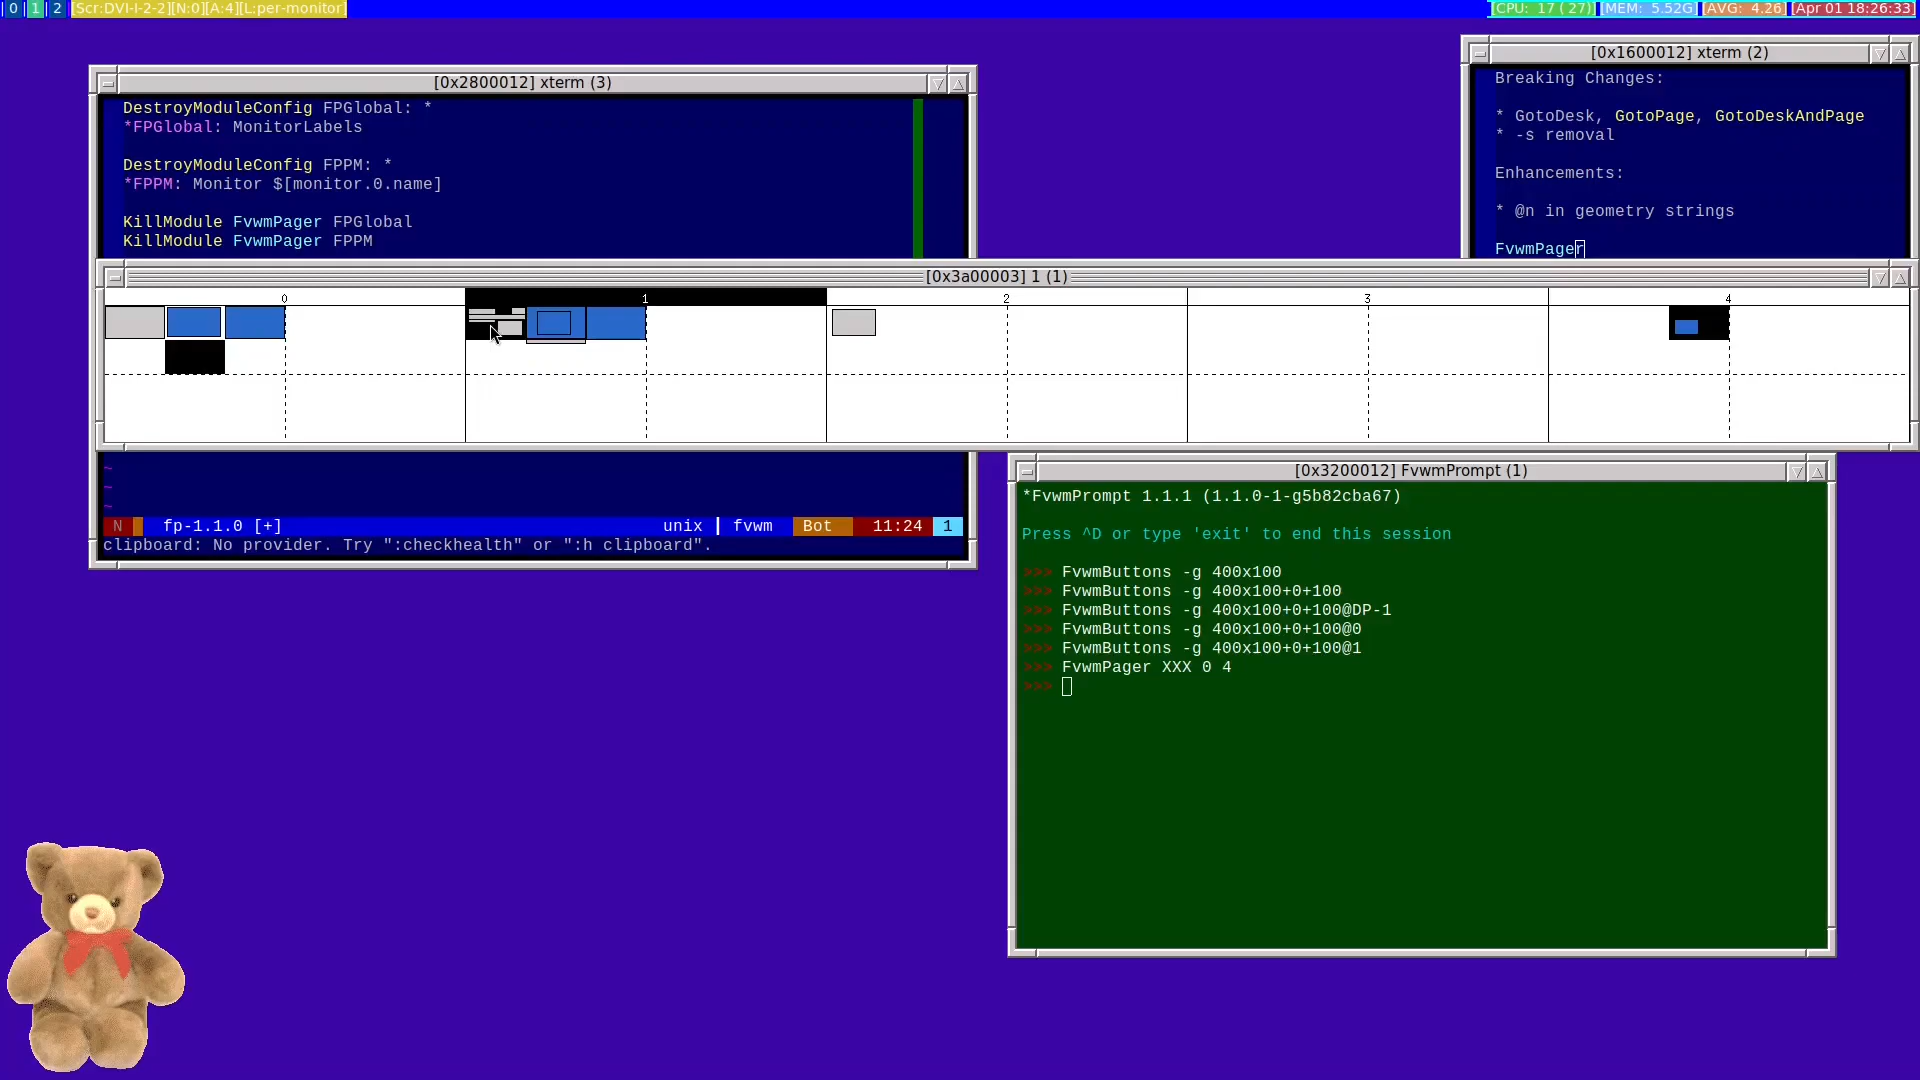 0 1 2 [Scr:DVI-I-2-2][N:0][A:4][L:per-monitor]
[CPU: 17 ( 27)] [MEM: 5.52G] [AVG: 4.26] [Apr 01 18:26:33]
[0x2800012] xterm (3)
DestroyModuleConfig FPGlobal: *
*FPGlobal: MonitorLabels
DestroyModuleConfig FPPM: *
*FPPM: Monitor $[monitor.0.name]
KillModule FvwmPager FPGlobal
KillModule FvwmPager FPPM
[0x1600012] xterm (2)
Breaking Changes:
* GotoDesk, GotoPage, GotoDeskAndPage
* -s removal
Enhancements:
* @n in geometry strings
FvwmPager
[0x3a00003] 1 (1)
0 1 2 3 4
~
~
~
N fp-1.1.0 [+] unix | fvwm Bot 11:24 1
clipboard: No provider. Try ":checkhealth" or ":h clipboard".
[0x3200012] FvwmPrompt (1)
*FvwmPrompt 1.1.1 (1.1.0-1-g5b82cba67)
Press ^D or type 'exit' to end this session
>>> FvwmButtons -g 400x100
>>> FvwmButtons -g 400x100+0+100
>>> FvwmButtons -g 400x100+0+100@DP-1
>>> FvwmButtons -g 400x100+0+100@0
>>> FvwmButtons -g 400x100+0+100@1
>>> FvwmPager XXX 0 4
>>>